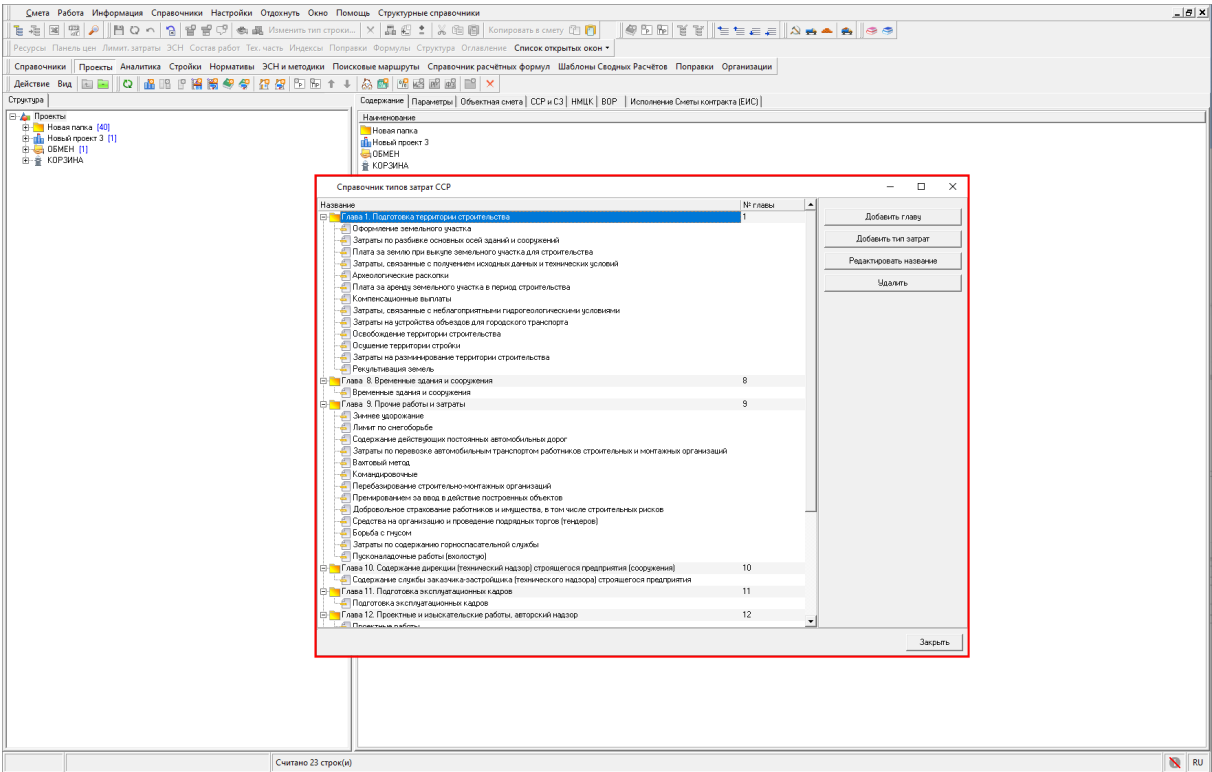 Смета Работа Информация Справочники Настройки Отдохнуть Окно Помощь Структурные справочники
Изменить тип строки... Копировать в смету
Ресурсы Панель цен Лимит. затраты ЭСН Состав работ Тех. часть Индексы Поправки Формулы Структура Оглавление Список открытых окон
Справочники Проекты Аналитика Стройки Нормативы ЭСН и методики Поисковые маршруты Справочник расчётных формул Шаблоны Сводных Расчётов Поправки Организации
Действие Вид
Структура
Содержание Параметры Объектная смета ССР и СЗ НМЦК ВОР Исполнение Сметы контракта (ЕИС)
Проекты
Новая папка [40]
Новый проект 3 [1]
ОБМЕН [1]
КОРЗИНА
Наименование
Новая папка
Новый проект 3
ОБМЕН
КОРЗИНА
Справочник типов затрат ССР
Название № главы
Глава 1. Подготовка территории строительства 1
Оформление земельного участка
Затраты по разбивке основных осей зданий и сооружений
Плата за землю при выкупе земельного участка для строительства
Затраты, связанные с получением исходных данных и технических условий
Археологические раскопки
Плата за аренду земельного участка в период строительства
Компенсационные выплаты
Затраты, связанные с неблагоприятными гидрогеологическими условиями
Затраты на устройства объездов для городского транспорта
Освобождение территории строительства
Осушение территории стройки
Затраты на разминирование территории строительства
Рекультивация земель
Глава 8. Временные здания и сооружения 8
Временные здания и сооружения
Глава 9. Прочие работы и затраты 9
Зимнее удорожание
Лимит по снегоборьбе
Содержание действующих постоянных автомобильных дорог
Затраты по перевозке автомобильным транспортом работников строительных и монтажных организаций
Вахтовый метод
Командировочные
Перебазирование строительно-монтажных организаций
Премированием за ввод в действие построенных объектов
Добровольное страхование работников и имущества, в том числе строительных рисков
Средства на организацию и проведение подрядных торгов (тендеров)
Борьба с гнусом
Затраты по содержанию горноспасательной службы
Пусконаладочные работы (вхолостую)
Глава 10. Содержание дирекции (технический надзор) строящегося предприятия (сооружения) 10
Содержание службы заказчика-застройщика (технического надзора) строящегося предприятия
Глава 11. Подготовка эксплуатационных кадров 11
Подготовка эксплуатационных кадров
Глава 12. Проектные и изыскательские работы, авторский надзор 12
Проектные работы
Добавить главу
Добавить тип затрат
Редактировать название
Удалить
Закрыть
Считано 23 строк(и)
RU